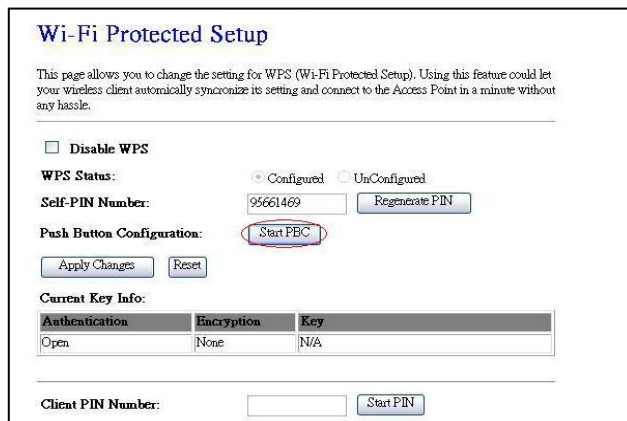 Wi-Fi Protected Setup
This page allows you to change the setting for WPS (Wi-Fi Protected Setup). Using this feature could let
your wireless client automically syncronize its setting and connect to the Access Point in a minute without
any hassle.
Disable WPS
WPS Status: Configured UnConfigured
Self-PIN Number: 95661469 Regenerate PIN
Push Button Configuration: Start PBC
Apply Changes Reset
Current Key Info:
Authentication Encryption Key
Open None N/A
Client PIN Number: Start PIN